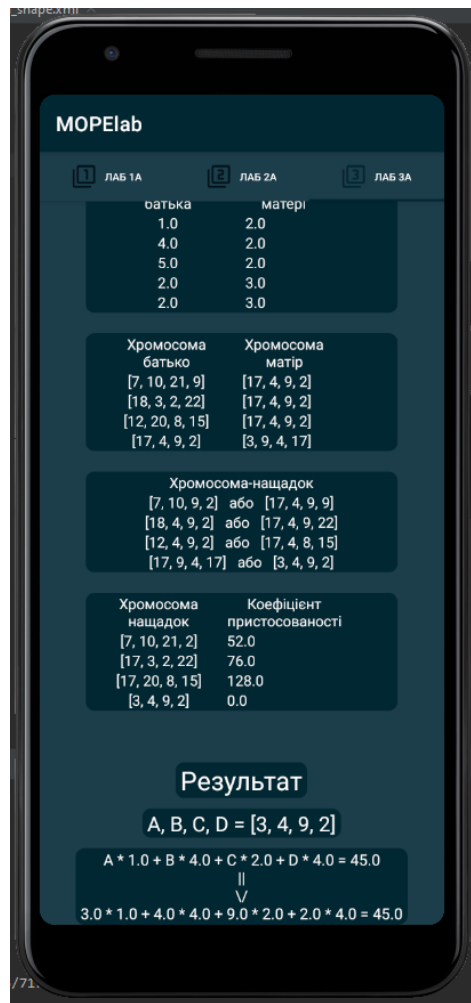 _shape.xml
MOPElab
1 ЛАБ 1А 2 ЛАБ 2А 3 ЛАБ 3А
батька матері
1.0 2.0
4.0 2.0
5.0 2.0
2.0 3.0
2.0 3.0
Хромосома Хромосома
батько матір
[7, 10, 21, 9] [17, 4, 9, 2]
[18, 3, 2, 22] [17, 4, 9, 2]
[12, 20, 8, 15] [17, 4, 9, 2]
[17, 4, 9, 2] [3, 9, 4, 17]
Хромосома-нащадок
[7, 10, 9, 2] або [17, 4, 9, 9]
[18, 4, 9, 2] або [17, 4, 9, 22]
[12, 4, 9, 2] або [17, 4, 8, 15]
[17, 9, 4, 17] або [3, 4, 9, 2]
Хромосома Коефіцієнт
нащадок пристосованості
[7, 10, 21, 2] 52.0
[17, 3, 2, 22] 76.0
[17, 20, 8, 15] 128.0
[3, 4, 9, 2] 0.0
Результат
A, B, C, D = [3, 4, 9, 2]
A * 1.0 + B * 4.0 + C * 2.0 + D * 4.0 = 45.0
||
\/
3.0 * 1.0 + 4.0 * 4.0 + 9.0 * 2.0 + 2.0 * 4.0 = 45.0
/71.